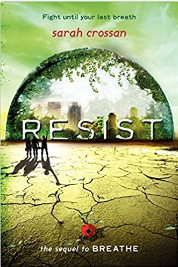 Fight until your last breath
sarah crossan
RESIST
the sequel to BREATHE